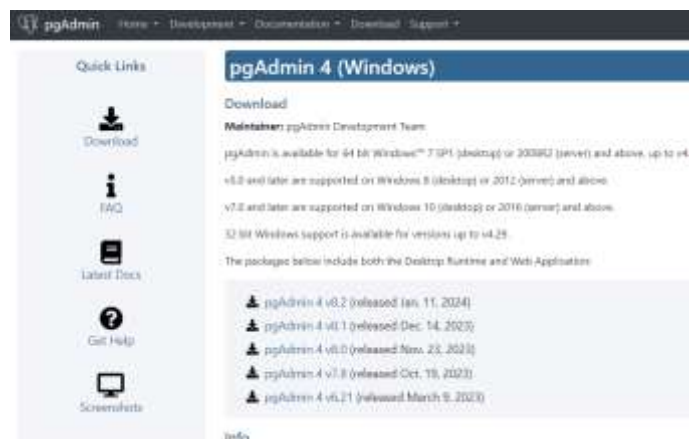 pgAdmin Home Development Documentation Download Support
Quick Links
Download
FAQ
Latest Docs
Get Help
Screenshots
pgAdmin 4 (Windows)
Download
Maintainer: pgAdmin Development Team
pgAdmin is available for 64 bit Windows™ 7 SP1 (desktop) or 2008R2 (server) and above, up to v4.
v5.0 and later are supported on Windows 8 (desktop) or 2012 (server) and above.
v7.0 and later are supported on Windows 10 (desktop) or 2016 (server) and above.
32 bit Windows support is available for versions up to v4.29.
The packages below include both the Desktop Runtime and Web Application:
pgAdmin 4 v8.2 (released Jan. 11, 2024)
pgAdmin 4 v8.1 (released Dec. 14, 2023)
pgAdmin 4 v8.0 (released Nov. 23, 2023)
pgAdmin 4 v7.8 (released Oct. 19, 2023)
pgAdmin 4 v6.21 (released March 9, 2023)
Info